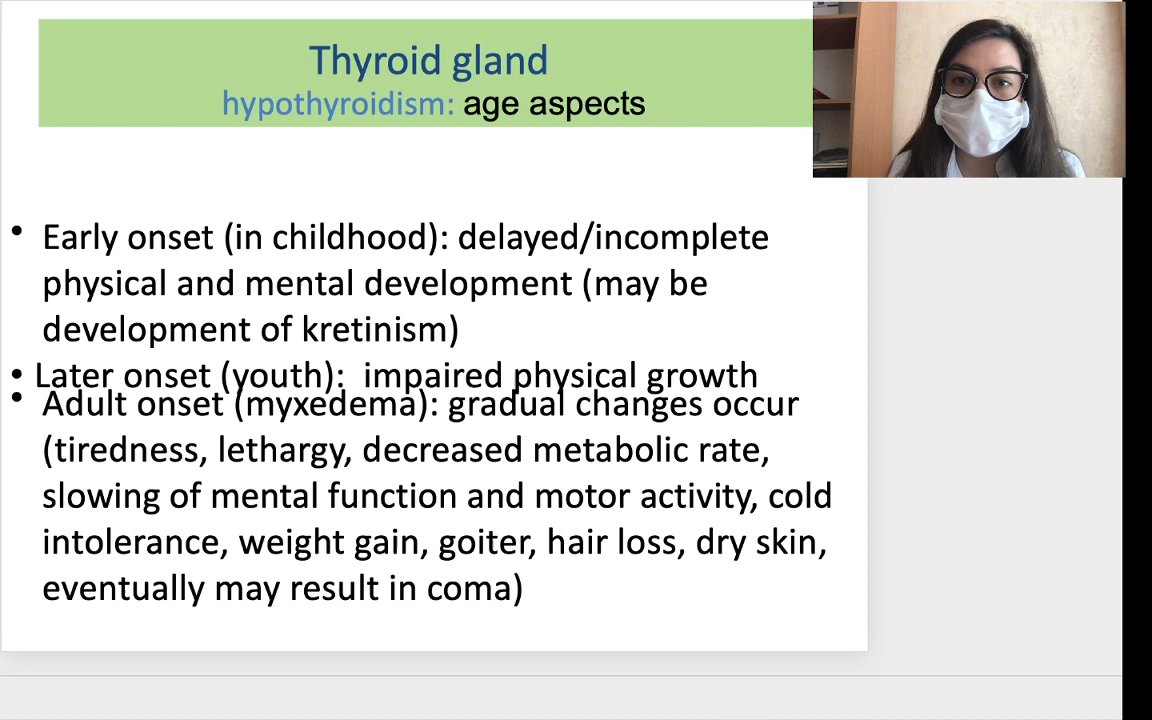 Thyroid gland
hypothyroidism: age aspects
• Early onset (in childhood): delayed/incomplete
physical and mental development (may be
development of kretinism)
• Later onset (youth):  impaired physical growth
• Adult onset (myxedema): gradual changes occur
(tiredness, lethargy, decreased metabolic rate,
slowing of mental function and motor activity, cold
intolerance, weight gain, goiter, hair loss, dry skin,
eventually may result in coma)